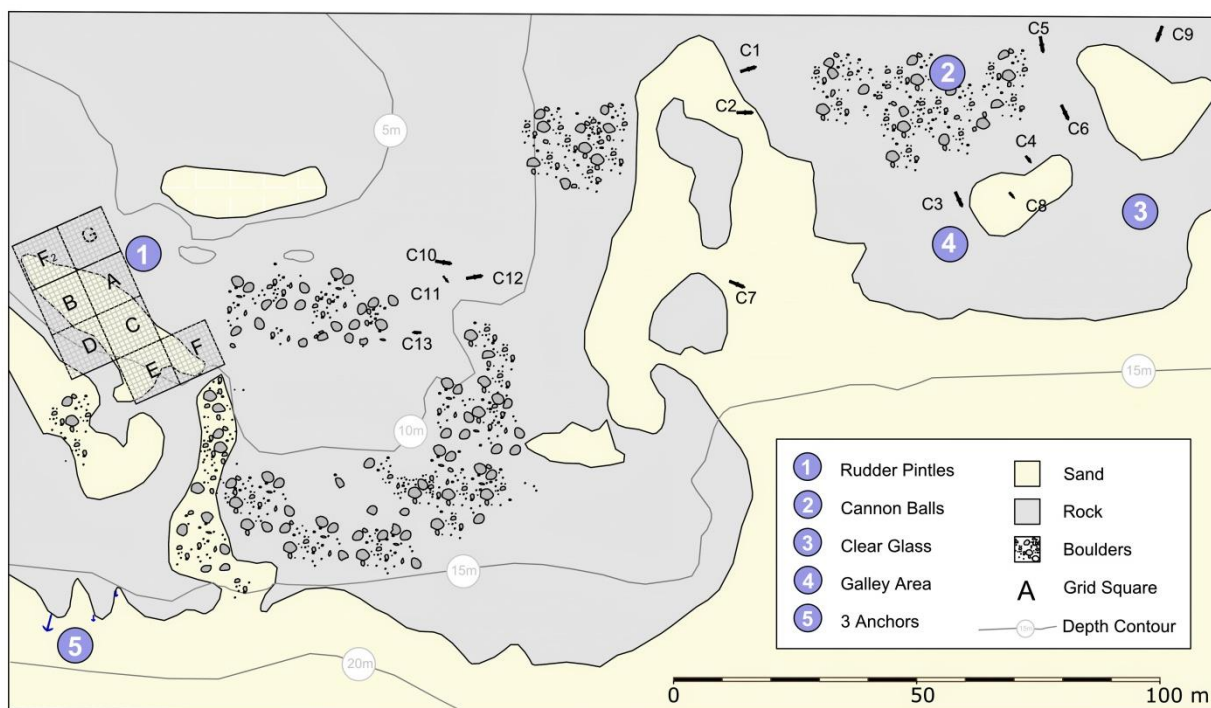 C1
C2
C5
C9
C6
C4
C3
C8
2
3
4
5m
1
F2
G
A
B
C
D
E
F
C10
C11
C12
C13
C7
15m
10m
15m
20m
5
1 Rudder Pintles
2 Cannon Balls
3 Clear Glass
4 Galley Area
5 3 Anchors
Sand
Rock
Boulders
A Grid Square
15m Depth Contour
0 50 100 m